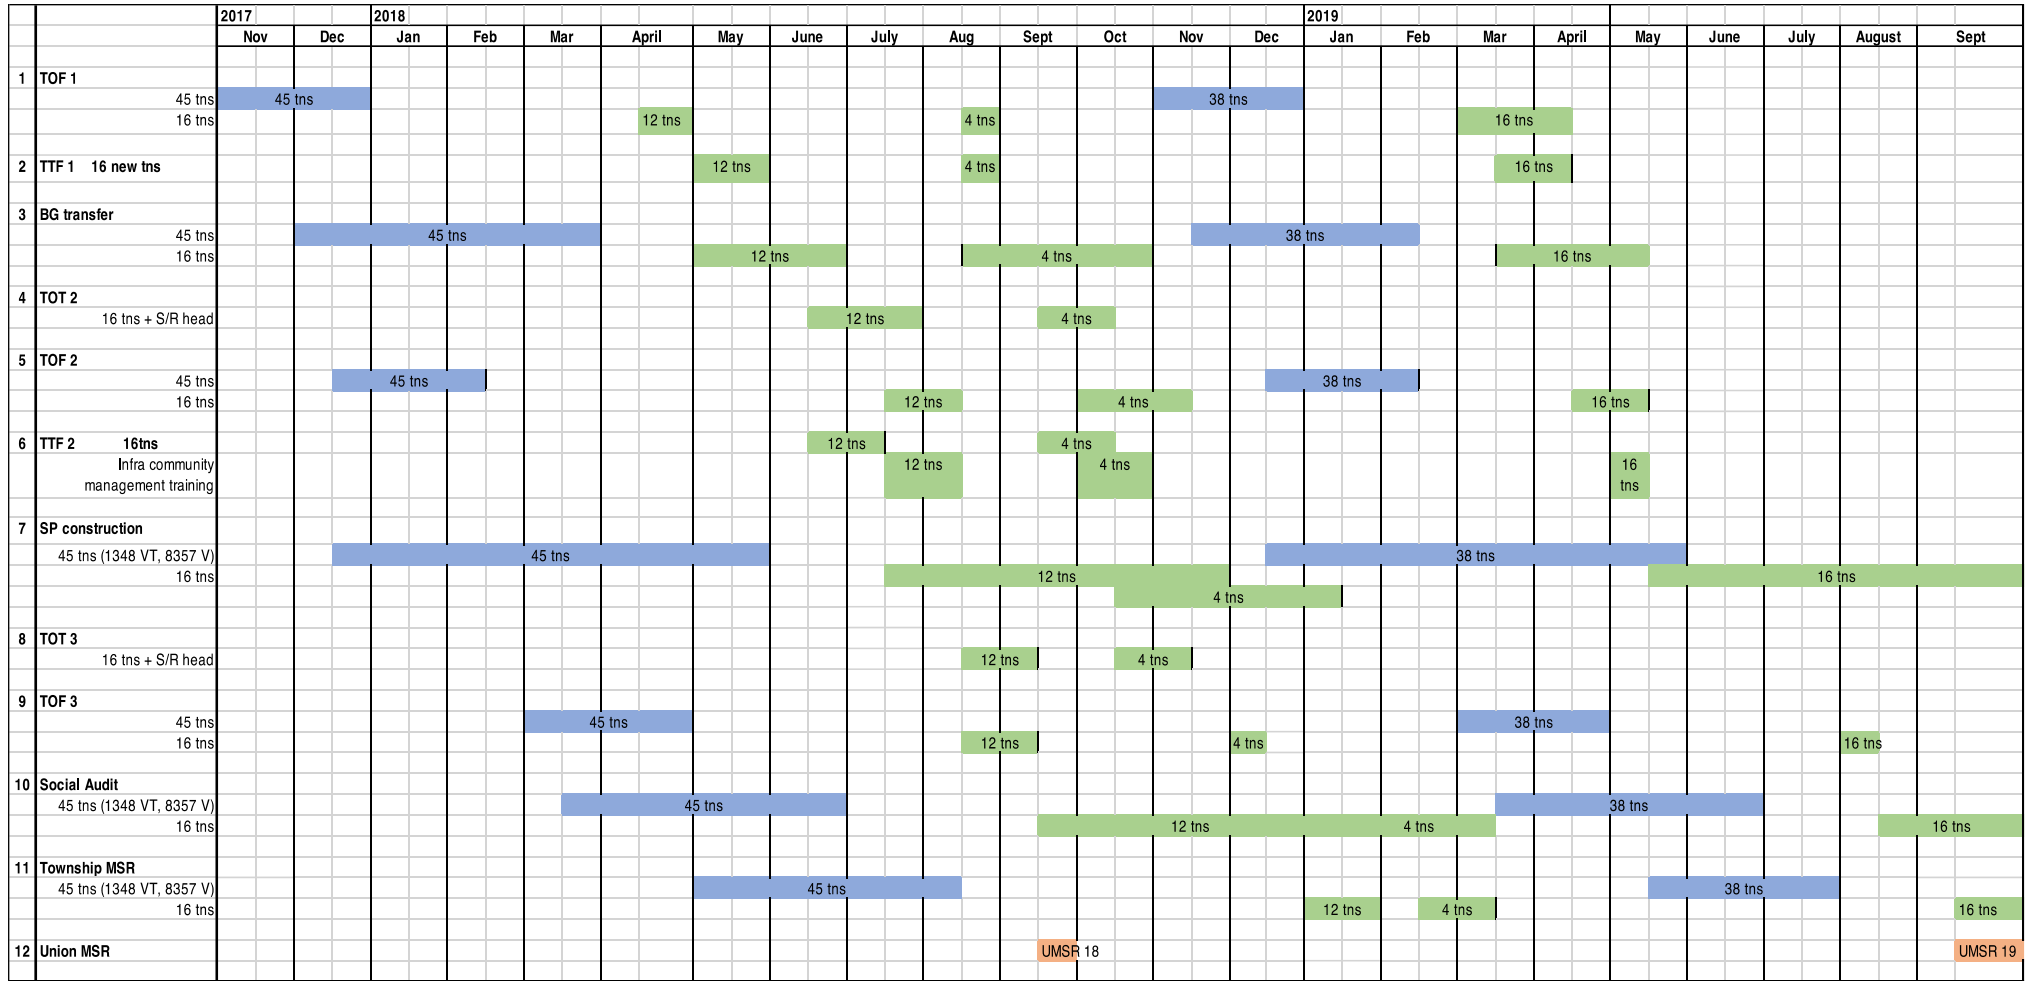 2017 2018 2019
Nov Dec Jan Feb Mar April May June July Aug Sept Oct Nov Dec Jan Feb Mar April May June July August Sept
1 TOF 1
45 tns 45 tns 38 tns
16 tns 12 tns 4 tns 16 tns
2 TTF 1 16 new tns 12 tns 4 tns 16 tns
3 BG transfer
45 tns 45 tns 38 tns
16 tns 12 tns 4 tns 16 tns
4 TOT 2
16 tns + S/R head 12 tns 4 tns
5 TOF 2
45 tns 45 tns 38 tns
16 tns 12 tns 4 tns 16 tns
6 TTF 2 16tns 12 tns 4 tns
Infra community 12 tns 4 tns 16
management training tns
7 SP construction
45 tns (1348 VT, 8357 V) 45 tns 38 tns
16 tns 12 tns 16 tns
4 tns
8 TOT 3
16 tns + S/R head 12 tns 4 tns
9 TOF 3
45 tns 45 tns 38 tns
16 tns 12 tns 4 tns 16 tns
10 Social Audit
45 tns (1348 VT, 8357 V) 45 tns 38 tns
16 tns 12 tns 4 tns 16 tns
11 Township MSR
45 tns (1348 VT, 8357 V) 45 tns 38 tns
16 tns 12 tns 4 tns 16 tns
12 Union MSR UMSR 18 UMSR 19